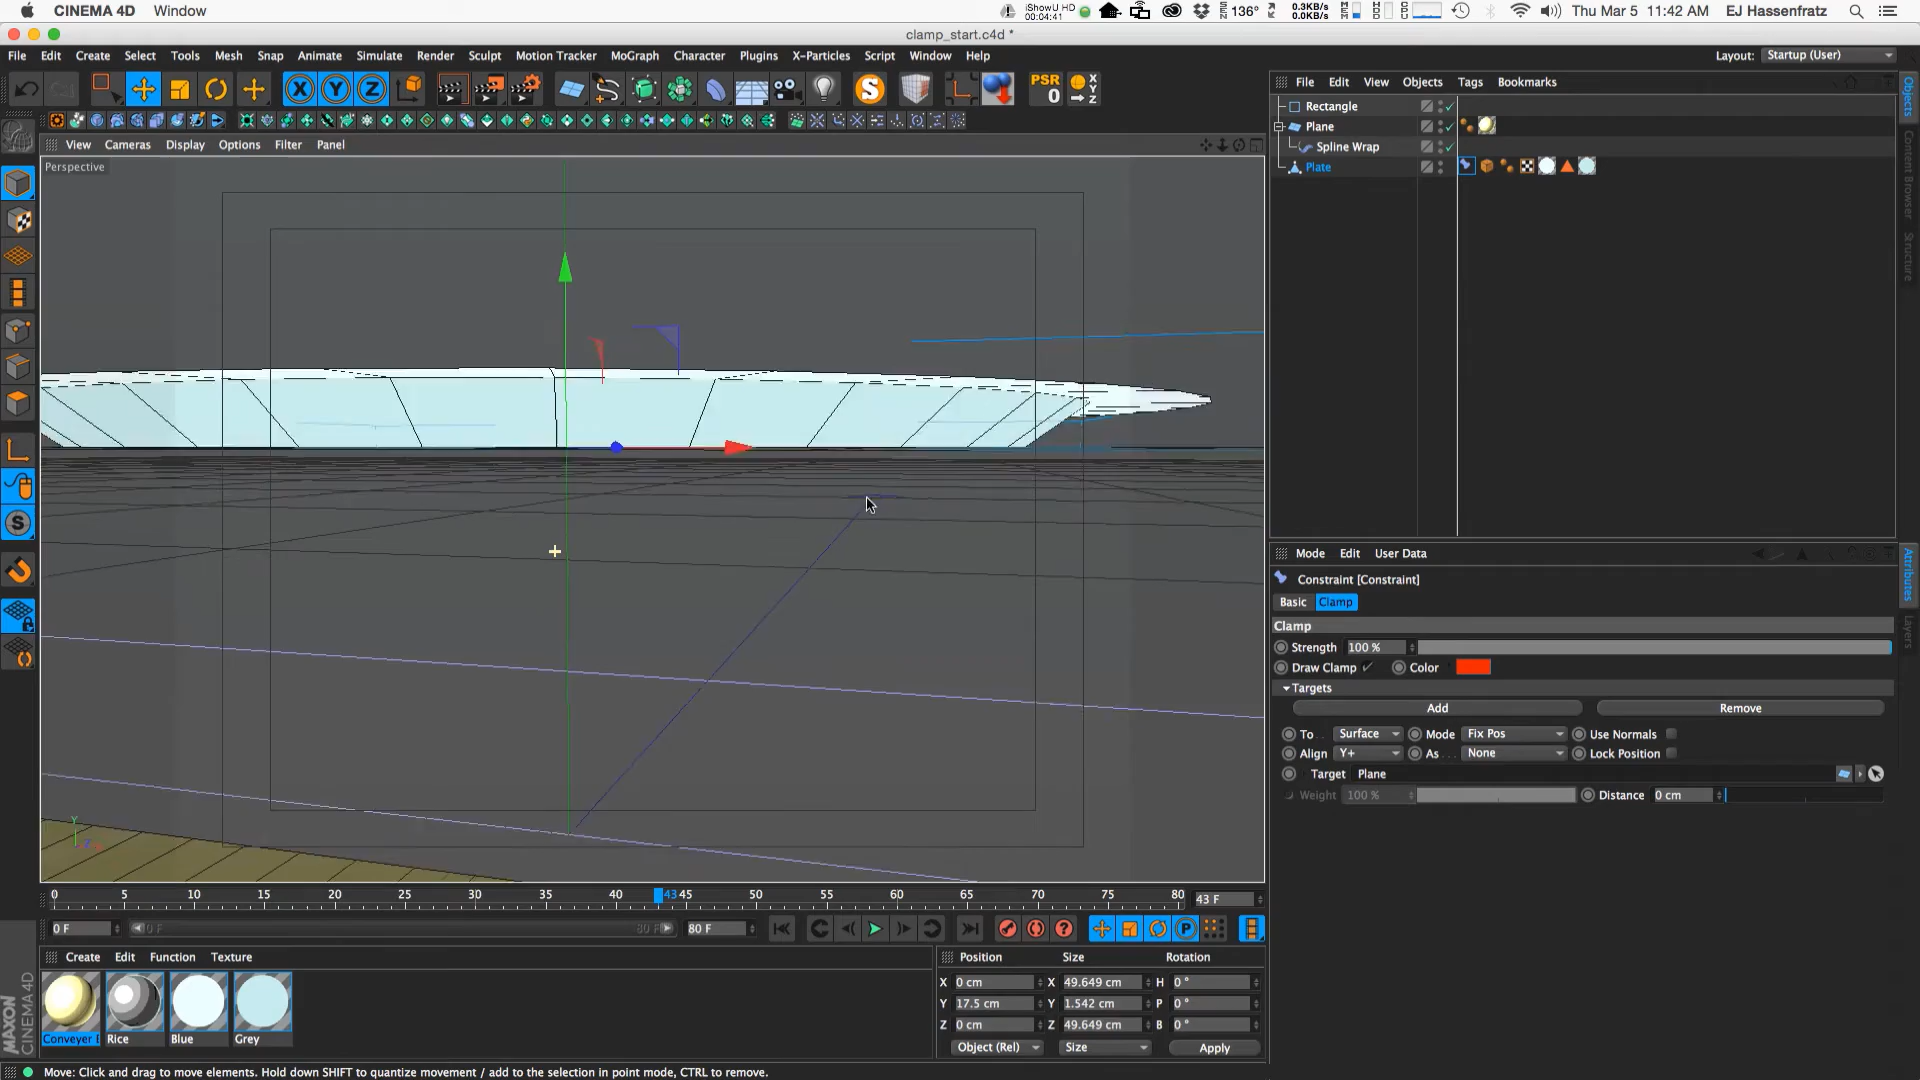 CINEMA 4D Window
iShowU HD
00:04:41
136°
0.3KB/s
0.0KB/s
Thu Mar 5 11:42 AM EJ Hassenfratz
clamp_start.c4d *
File Edit Create Select Tools Mesh Snap Animate Simulate Render Sculpt Motion Tracker MoGraph Character Plugins X-Particles Script Window Help
Layout: Startup (User)
PSR
0
File Edit View Objects Tags Bookmarks
Rectangle
Plane
Spline Wrap
Plate
Objects
Content Browser
Structure
View Cameras Display Options Filter Panel
Perspective
Mode Edit User Data
Constraint [Constraint]
Basic Clamp
Clamp
Strength 100 %
Draw Clamp Color
Targets
Add Remove
To Surface Mode Fix Pos Use Normals
Align Y+ As None Lock Position
Target Plane
Weight 100 % Distance 0 cm
Attributes
Layers
0 5 10 15 20 25 30 35 40 43 45 50 55 60 65 70 75 80 43 F
0 F 0 F 80 F 80 F
Create Edit Function Texture
Conveyer
Rice
Blue
Grey
Position Size Rotation
X 0 cm X 49.649 cm H 0 °
Y 17.5 cm Y 1.542 cm P 0 °
Z 0 cm Z 49.649 cm B 0 °
Object (Rel) Size Apply
MAXON
CINEMA 4D
Move: Click and drag to move elements. Hold down SHIFT to quantize movement / add to the selection in point mode, CTRL to remove.